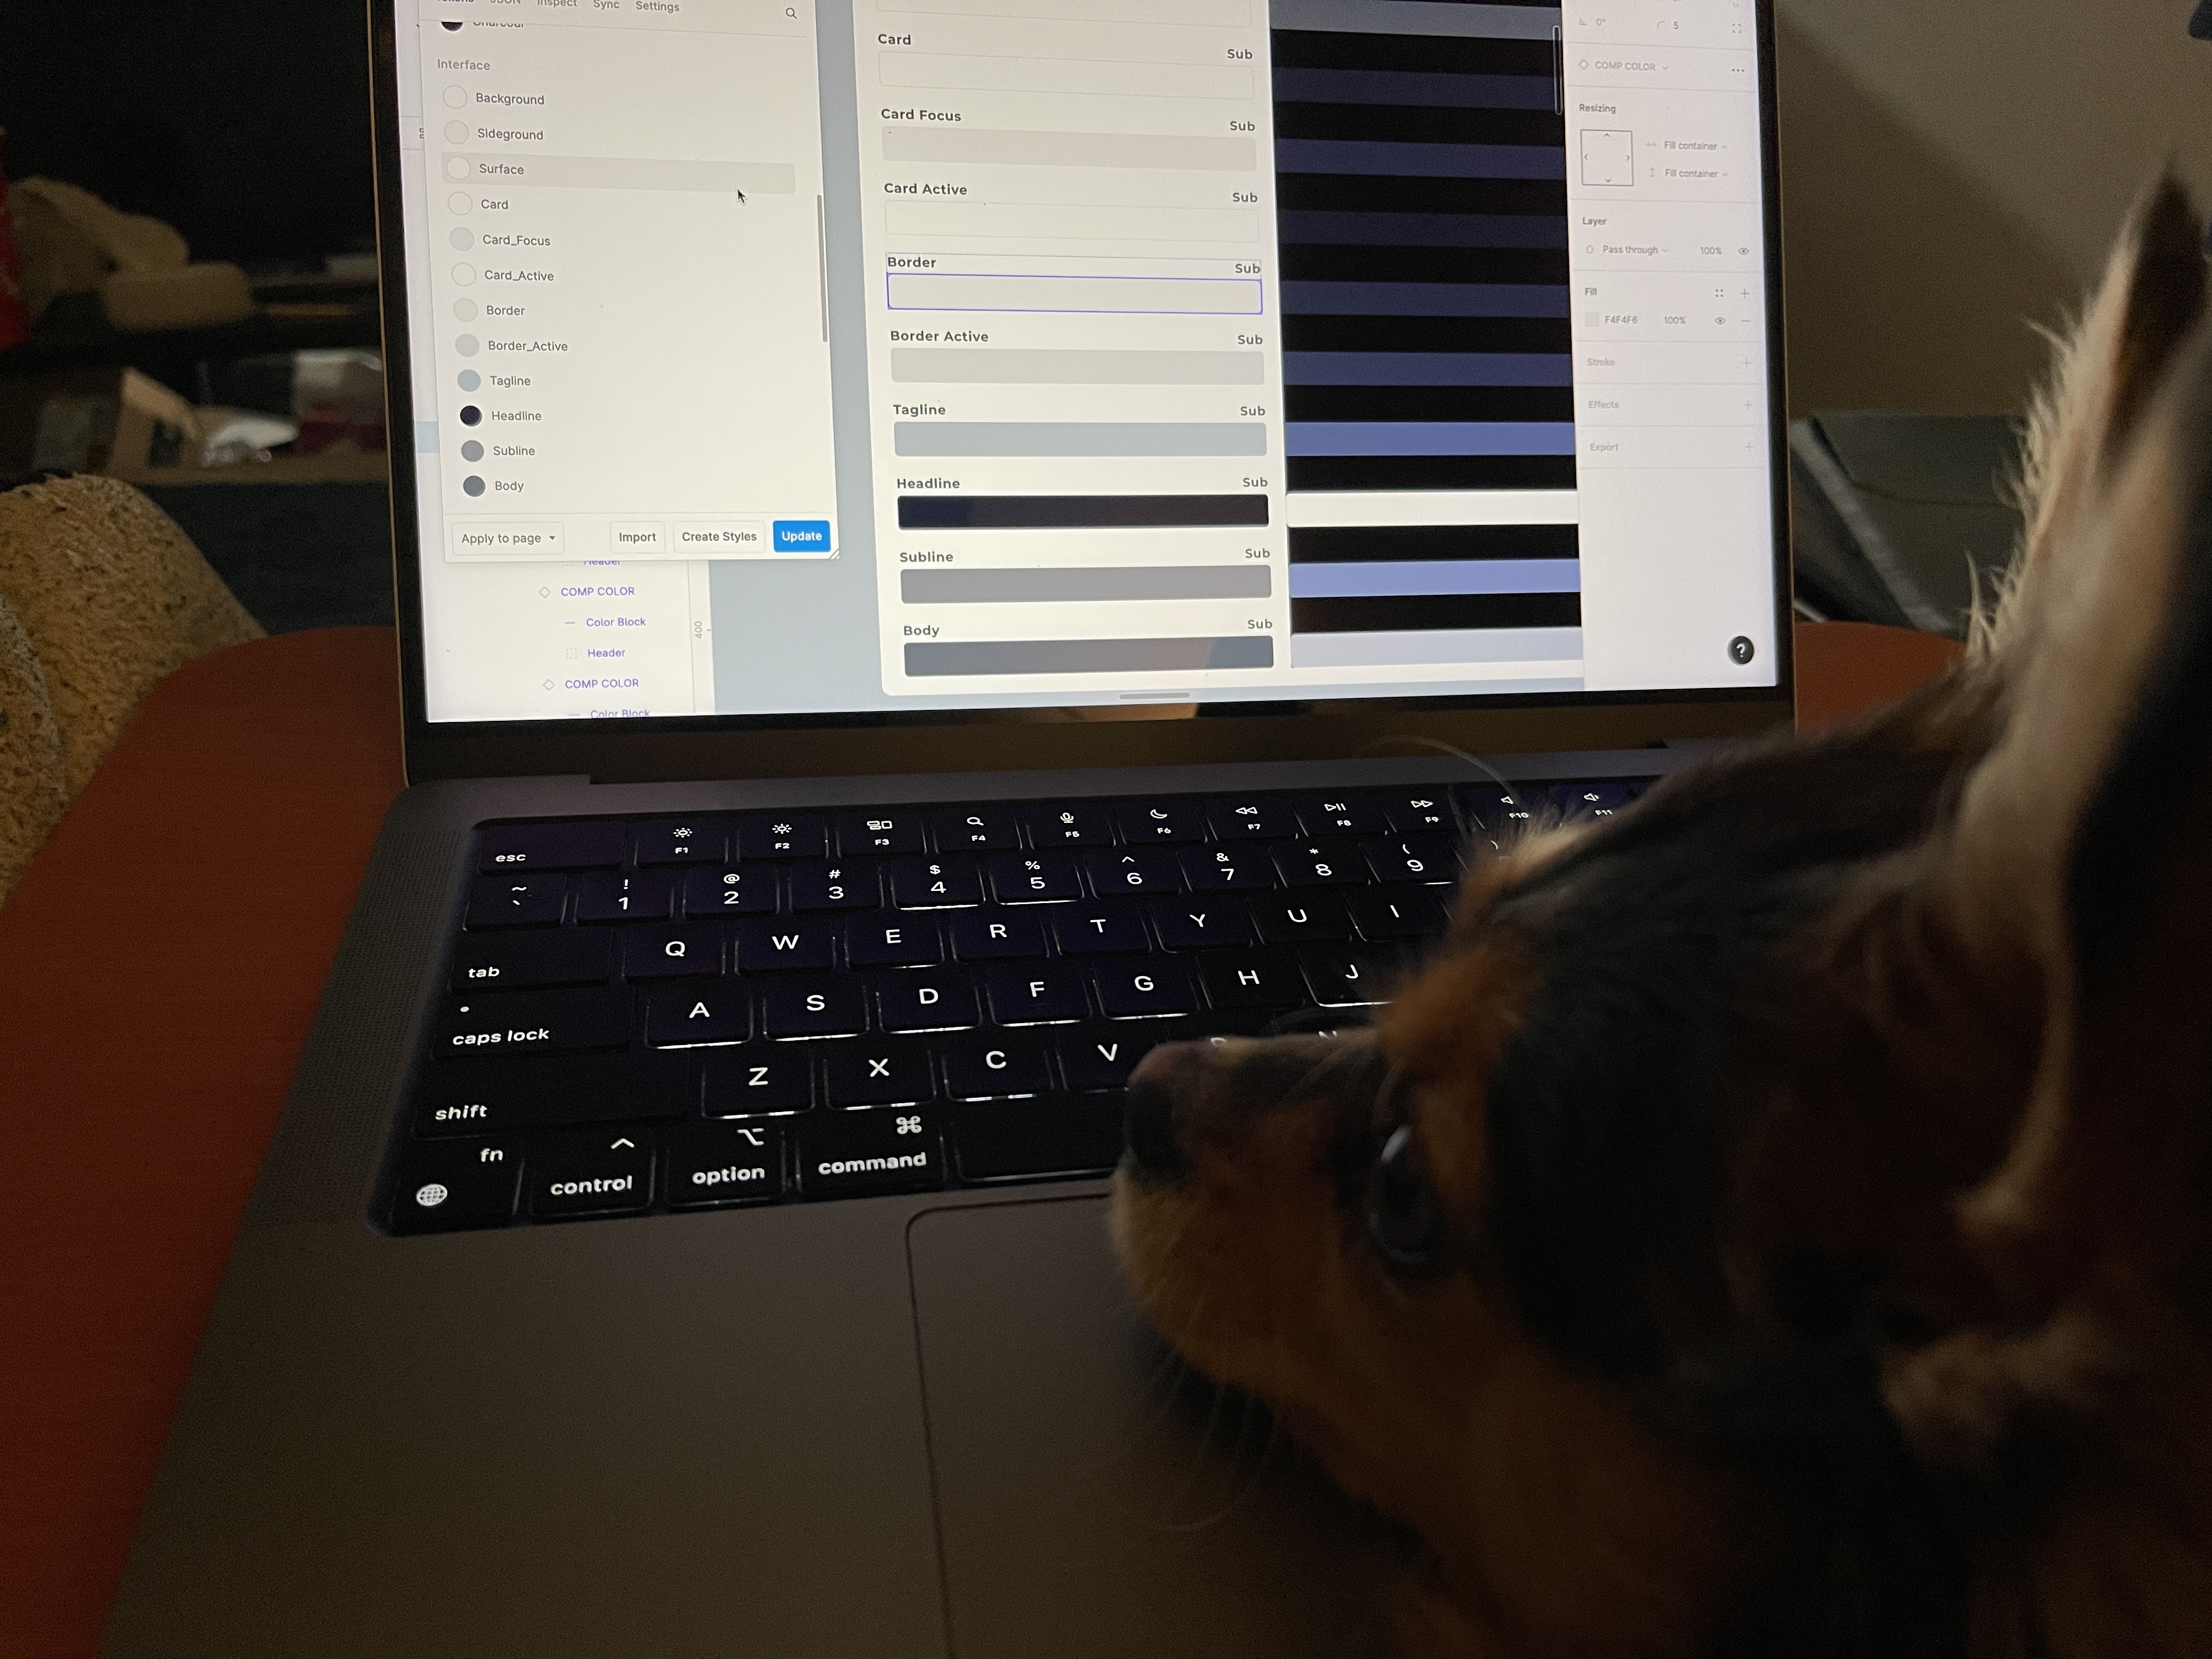 Inspect
Sync
Settings
Interface
Background
Sideground
Surface
Card
Card_Focus
Card_Active
Border
Border_Active
Tagline
Headline
Subline
Body
Apply to page
Import
Create Styles
Update
COMP COLOR
Color Block
Header
COMP COLOR
Color Block
400
Card Sub
Card Focus Sub
Card Active Sub
Border Sub
Border Active Sub
Tagline Sub
Headline Sub
Subline Sub
Body Sub
0° 5
COMP COLOR
Resizing
Fill container
Fill container
Layer
Pass through 100%
Fill
F4F4F6 100%
Stroke
Effects
Export
?
esc F1 F2 F3 F4 F5 F6 F7 F8 F9 F10 F11
~ ! @ # $ % ^ & * ( )
` 1 2 3 4 5 6 7 8 9
tab Q W E R T Y U I
caps lock A S D F G H J
shift Z X C V
fn control option command